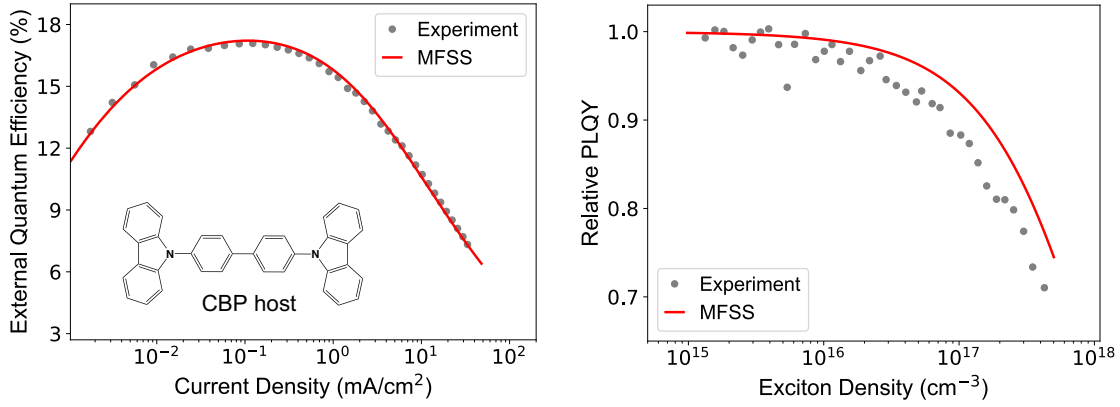 External Quantum Efficiency (%)
18
15
12
9
6
3
Experiment
MFSS
N
N
CBP host
10⁻² 10⁻¹ 10⁰ 10¹ 10²
Current Density (mA/cm²)
Relative PLQY
1.0
0.9
0.8
0.7
Experiment
MFSS
10¹⁵ 10¹⁶ 10¹⁷ 10¹⁸
Exciton Density (cm⁻³)